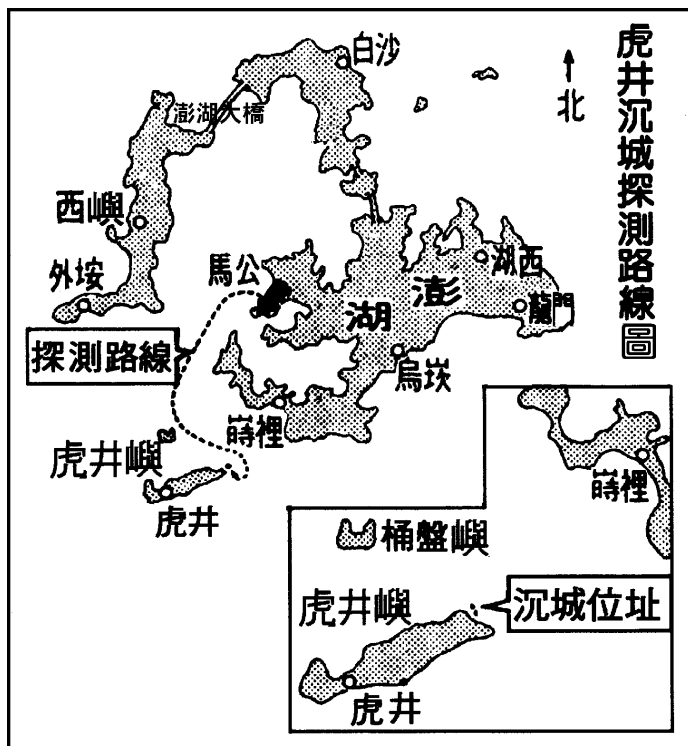 虎井沉城探測路線圖
北
白沙
澎湖大橋
西嶼
外垵
馬公
湖西
澎湖
龍門
烏崁
探測路線
嵵裡
虎井嶼
虎井
嵵裡
桶盤嶼
虎井嶼
沉城位址
虎井